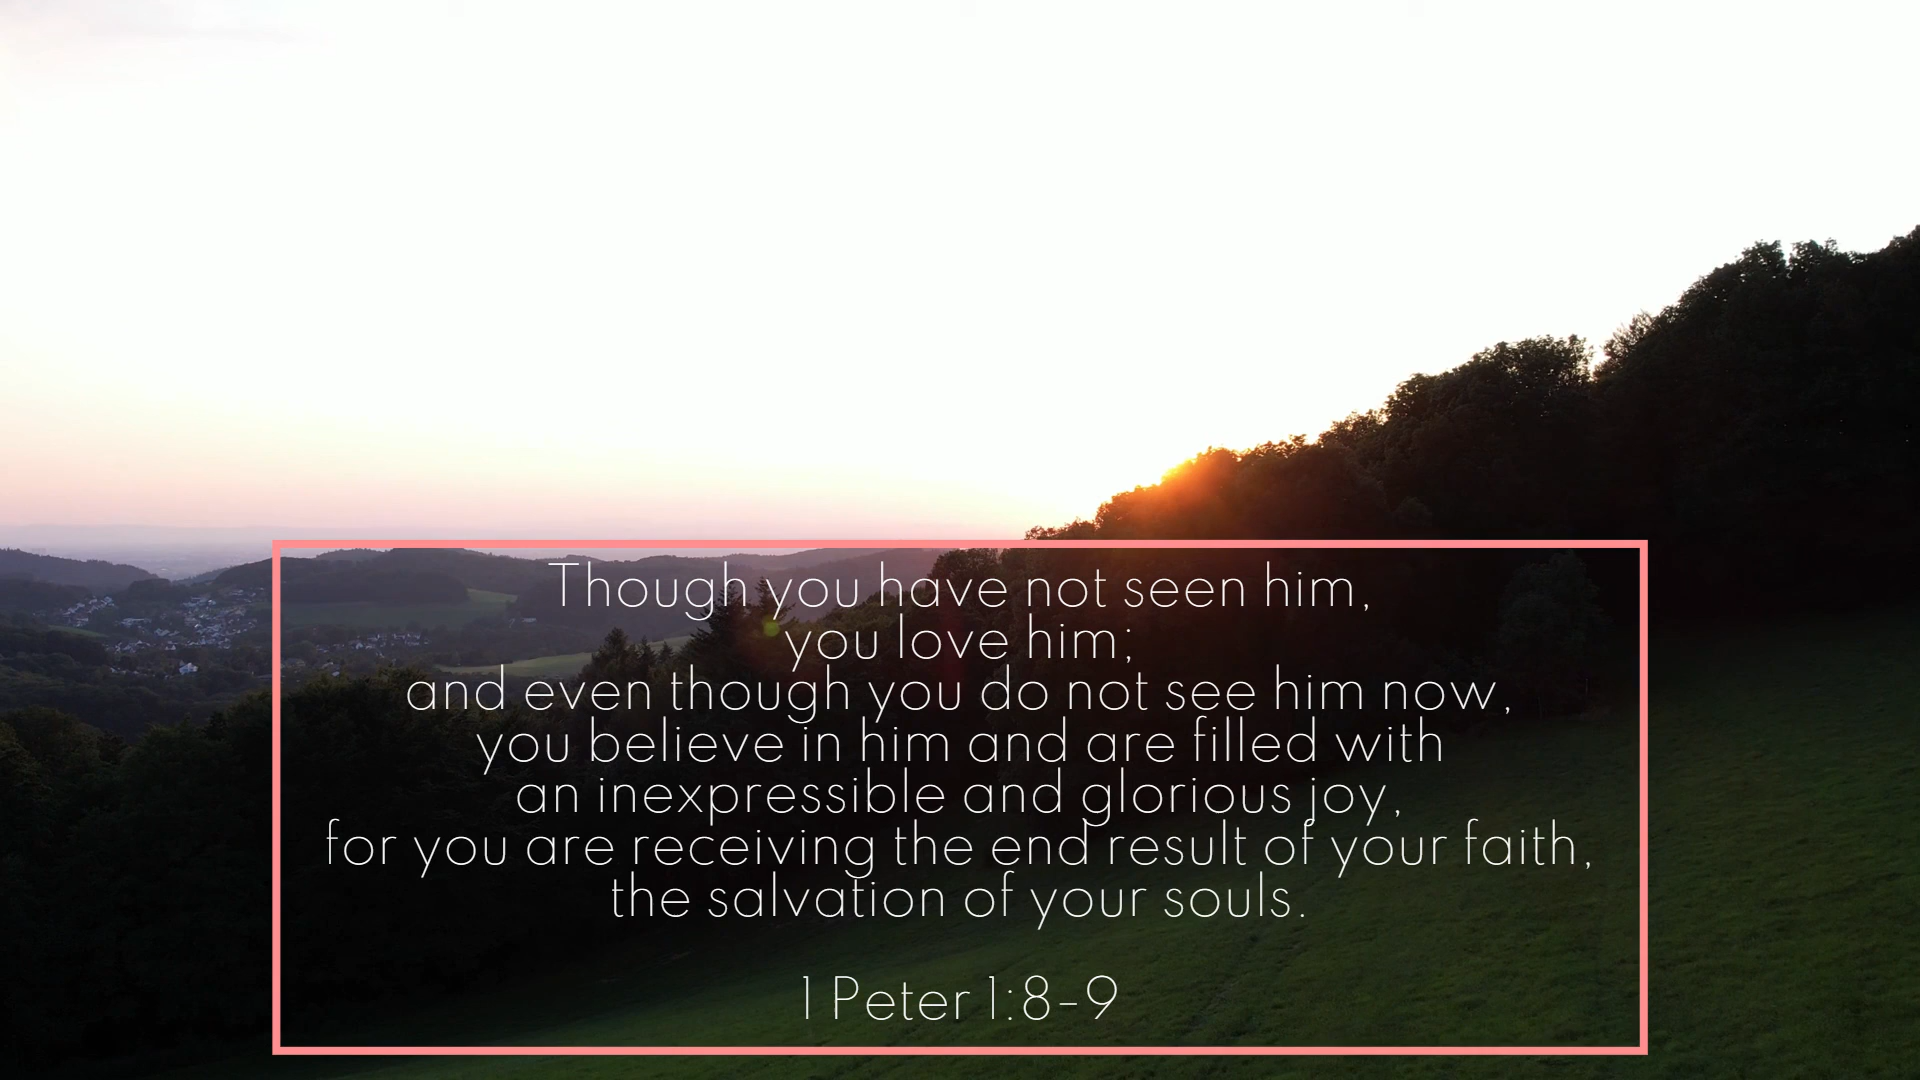 Though you have not seen him,
you love him;
and even though you do not see him now,
you believe in him and are filled with
an inexpressible and glorious joy,
for you are receiving the end result of your faith,
the salvation of your souls.
1 Peter 1:8–9